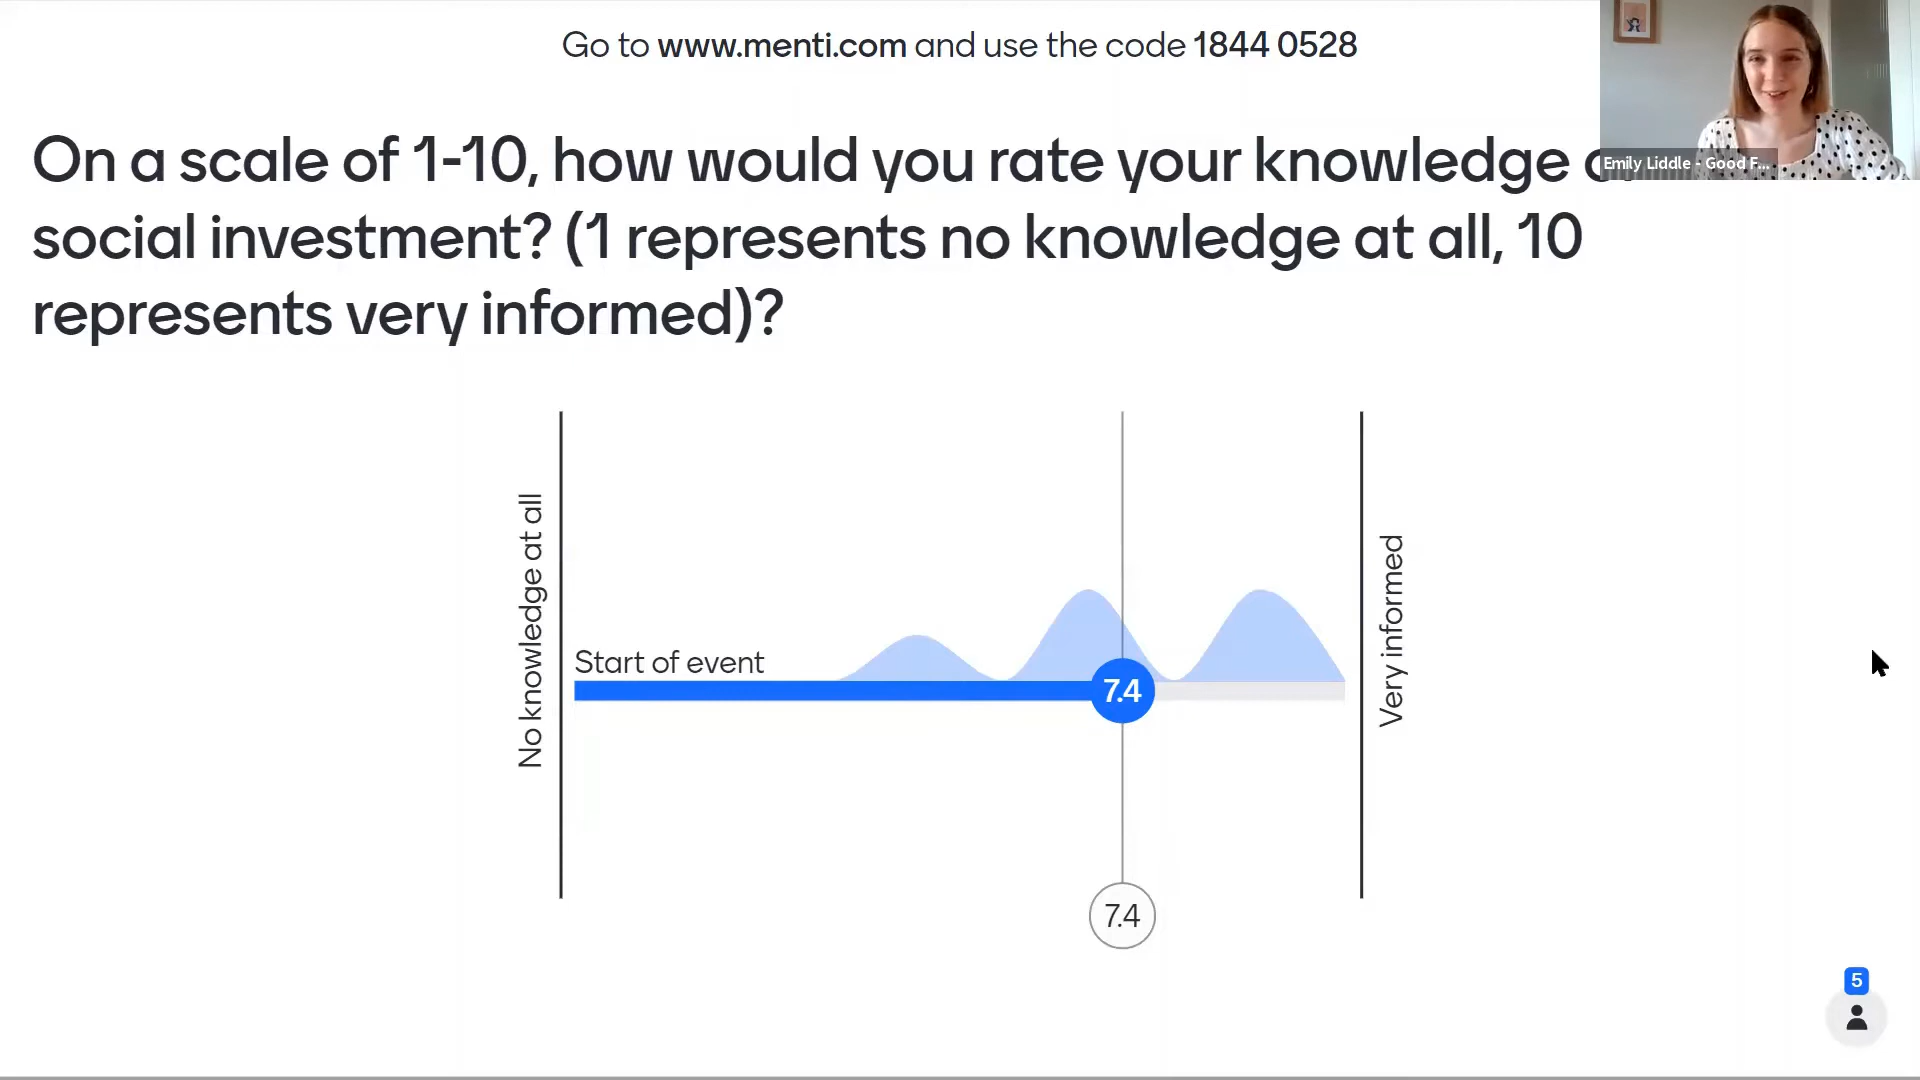 Go to www.menti.com and use the code 1844 0528
On a scale of 1-10, how would you rate your knowledge
social investment? (1 represents no knowledge at all, 10
represents very informed)?
Emily Liddle - Good F...
No knowledge at all
Start of event
7.4
Very informed
7.4
5